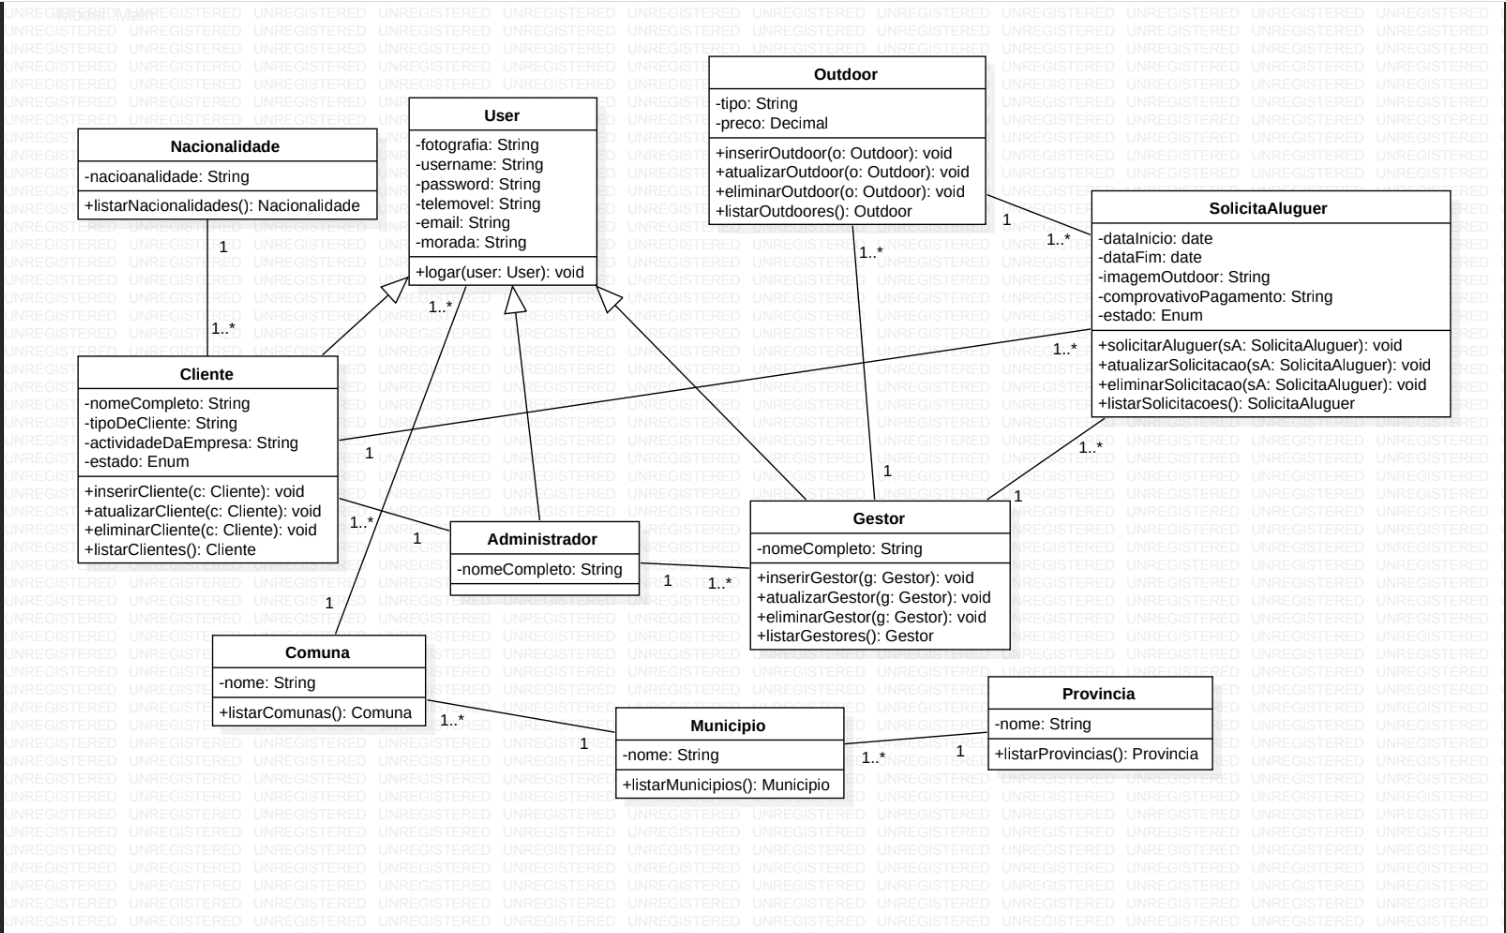 Nacionalidade
-nacioanalidade: String
+listarNacionalidades(): Nacionalidade
1
1..*
User
-fotografia: String
-username: String
-password: String
-telemovel: String
-email: String
-morada: String
+logar(user: User): void
1..*
1
Outdoor
-tipo: String
-preco: Decimal
+inserirOutdoor(o: Outdoor): void
+atualizarOutdoor(o: Outdoor): void
+eliminarOutdoor(o: Outdoor): void
+listarOutdoores(): Outdoor
1
1..*
1..*
1
SolicitaAluguer
-dataInicio: date
-dataFim: date
-imagemOutdoor: String
-comprovativoPagamento: String
-estado: Enum
+solicitarAluguer(sA: SolicitaAluguer): void
+atualizarSolicitacao(sA: SolicitaAluguer): void
+eliminarSolicitacao(sA: SolicitaAluguer): void
+listarSolicitacoes(): SolicitaAluguer
1..*
1
1..*
1
Cliente
-nomeCompleto: String
-tipoDeCliente: String
-actividadeDaEmpresa: String
-estado: Enum
+inserirCliente(c: Cliente): void
+atualizarCliente(c: Cliente): void
+eliminarCliente(c: Cliente): void
+listarClientes(): Cliente
1..*
1
Administrador
-nomeCompleto: String
1
1..*
Gestor
-nomeCompleto: String
+inserirGestor(g: Gestor): void
+atualizarGestor(g: Gestor): void
+eliminarGestor(g: Gestor): void
+listarGestores(): Gestor
Comuna
-nome: String
+listarComunas(): Comuna
1..*
1
Municipio
-nome: String
+listarMunicipios(): Municipio
1..*
1
Provincia
-nome: String
+listarProvincias(): Provincia
UNREGISTERED